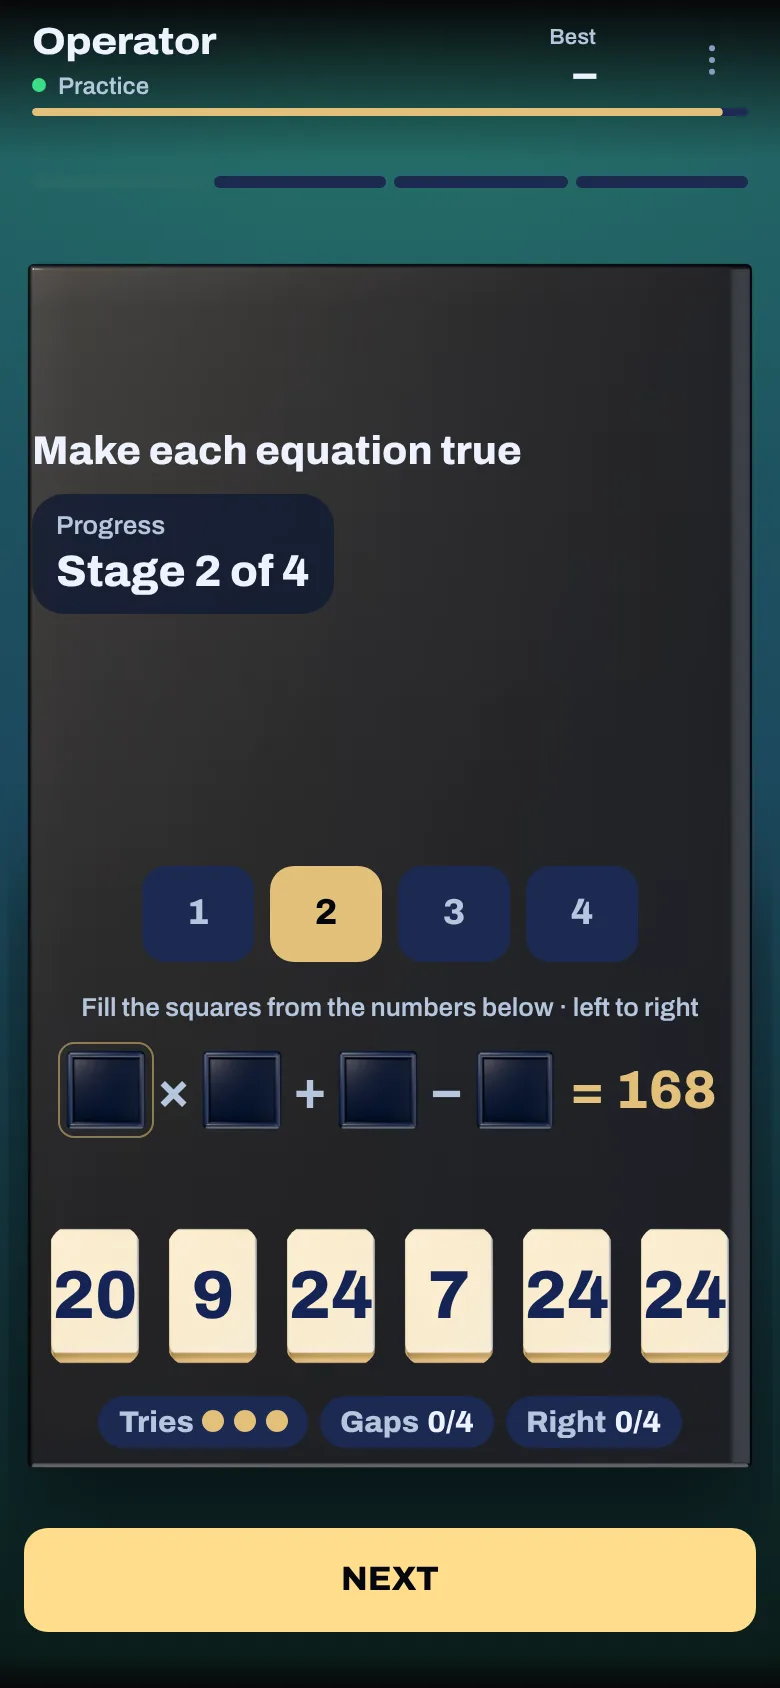 Operator
Best
Practice
–
Make each equation true
Progress
Stage 2 of 4
1 2 3 4
Fill the squares from the numbers below · left to right
× + − = 168
20 9 24 7 24 24
Tries Gaps 0/4 Right 0/4
NEXT